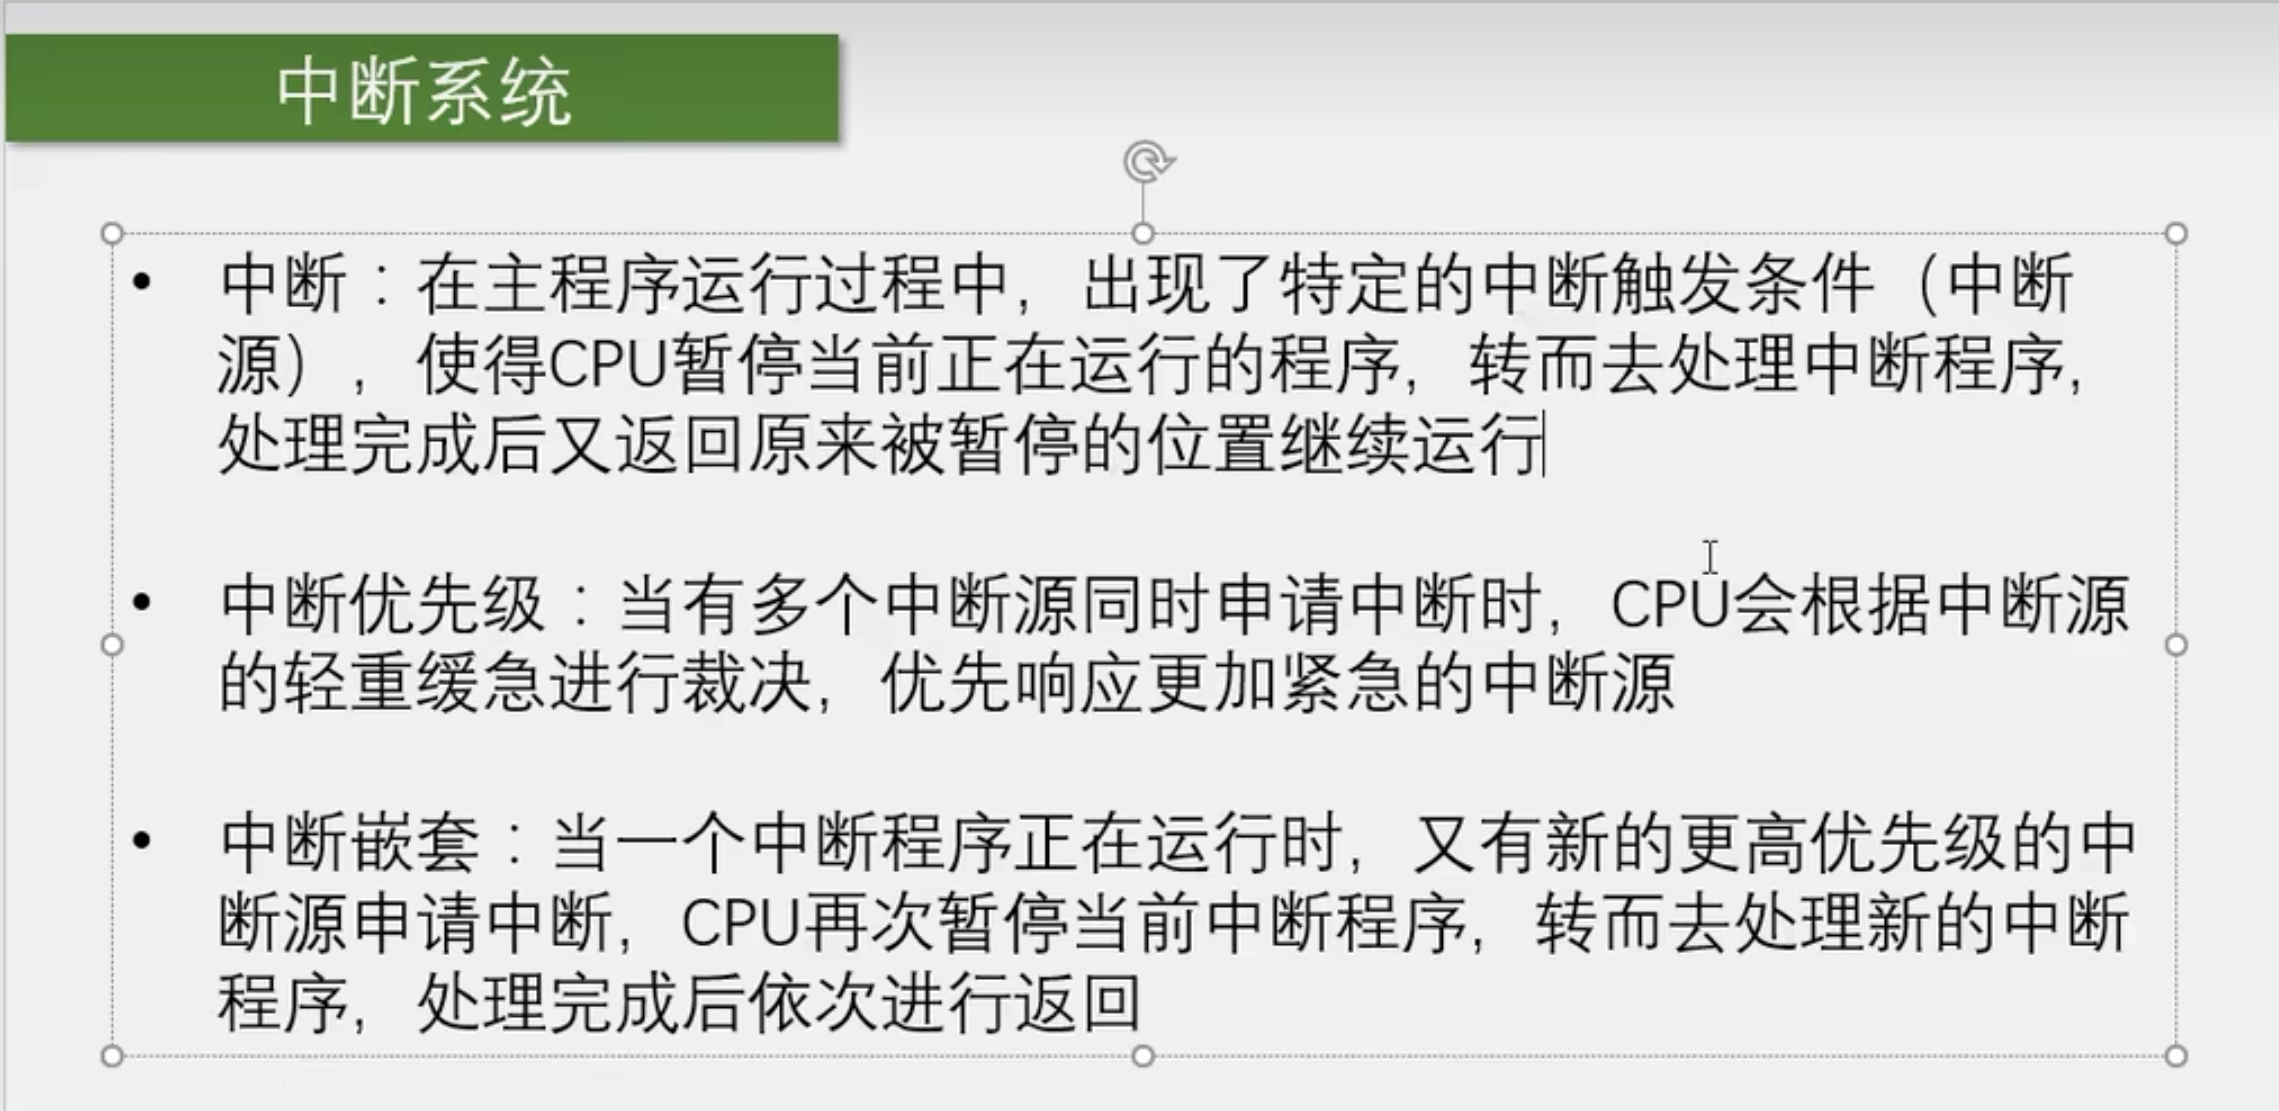 中断系统
• 中断：在主程序运行过程中，出现了特定的中断触发条件（中断
源），使得CPU暂停当前正在运行的程序，转而去处理中断程序，
处理完成后又返回原来被暂停的位置继续运行
• 中断优先级：当有多个中断源同时申请中断时，CPU会根据中断源
的轻重缓急进行裁决，优先响应更加紧急的中断源
• 中断嵌套：当一个中断程序正在运行时，又有新的更高优先级的中
断源申请中断，CPU再次暂停当前中断程序，转而去处理新的中断
程序，处理完成后依次进行返回